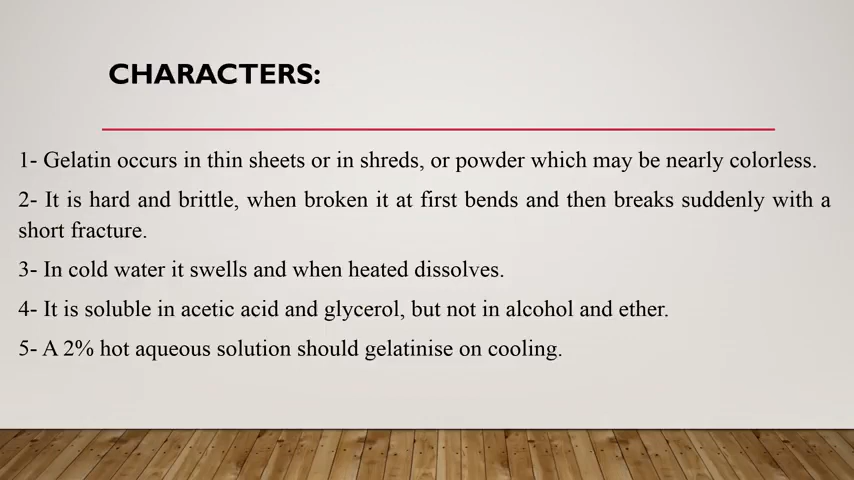 CHARACTERS:
1- Gelatin occurs in thin sheets or in shreds, or powder which may be nearly colorless.
2- It is hard and brittle, when broken it at first bends and then breaks suddenly with a
short fracture.
3- In cold water it swells and when heated dissolves.
4- It is soluble in acetic acid and glycerol, but not in alcohol and ether.
5- A 2% hot aqueous solution should gelatinise on cooling.